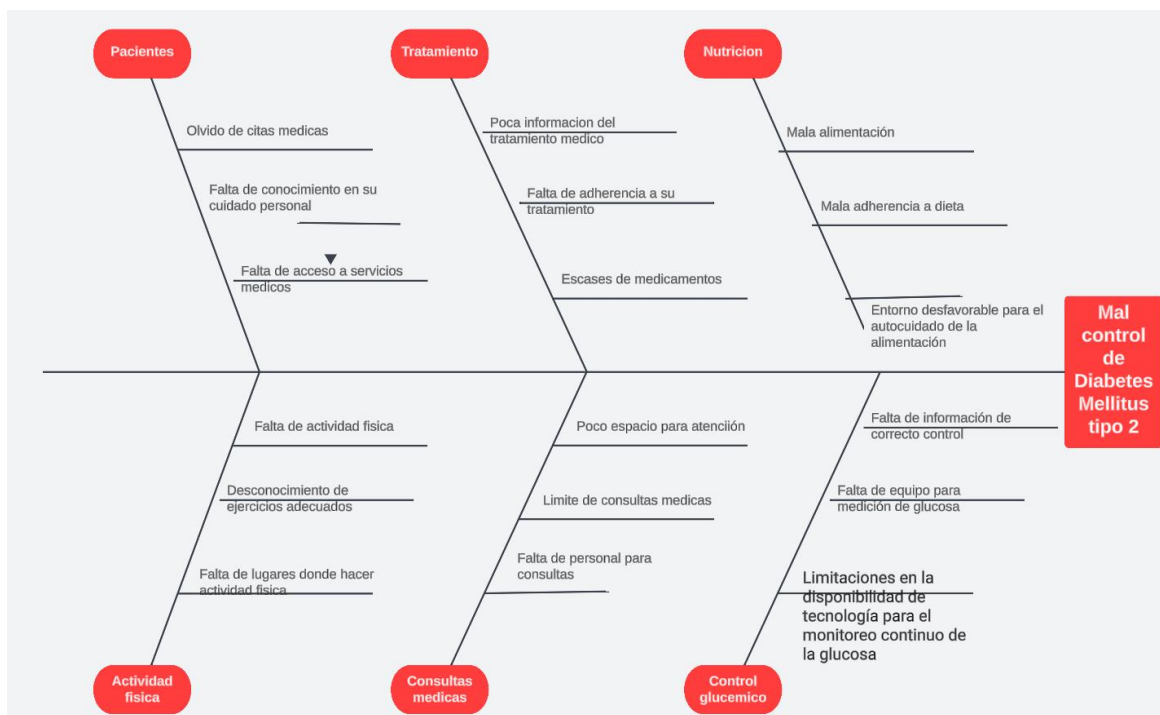 Pacientes
Tratamiento
Nutricion
Olvido de citas medicas
Falta de conocimiento en su
cuidado personal
Falta de acceso a servicios
medicos
Poca informacion del
tratamiento medico
Falta de adherencia a su
tratamiento
Escases de medicamentos
Mala alimentación
Mala adherencia a dieta
Entorno desfavorable para el
autocuidado de la
alimentación
Mal
control
de
Diabetes
Mellitus
tipo 2
Falta de actividad fisica
Desconocimiento de
ejercicios adecuados
Falta de lugares donde hacer
actividad fisica
Poco espacio para atenciión
Limite de consultas medicas
Falta de personal para
consultas
Falta de información de
correcto control
Falta de equipo para
medición de glucosa
Limitaciones en la
disponibilidad de
tecnología para el
monitoreo continuo de
la glucosa
Actividad
fisica
Consultas
medicas
Control
glucemico